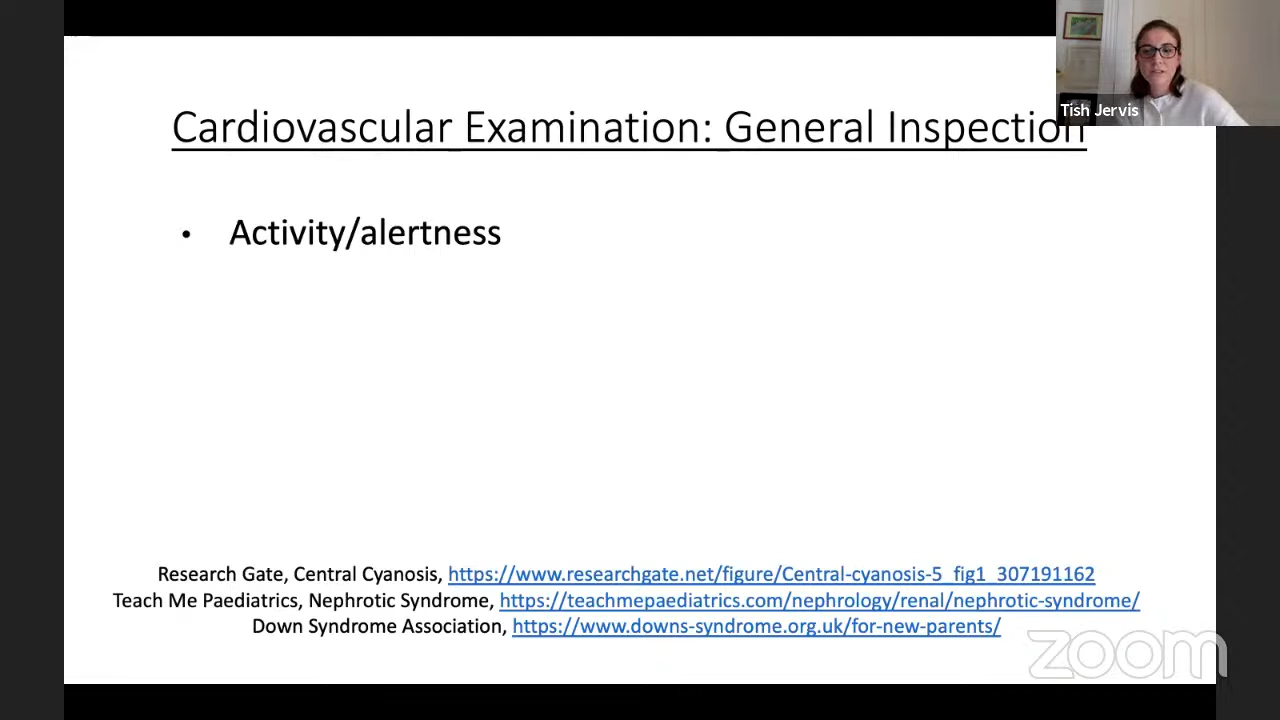 Tish Jervis
Cardiovascular Examination: General Inspection
• Activity/alertness
Research Gate, Central Cyanosis, https://www.researchgate.net/figure/Central-cyanosis-5_fig1_307191162
Teach Me Paediatrics, Nephrotic Syndrome, https://teachmepaediatrics.com/nephrology/renal/nephrotic-syndrome/
Down Syndrome Association, https://www.downs-syndrome.org.uk/for-new-parents/
zoom